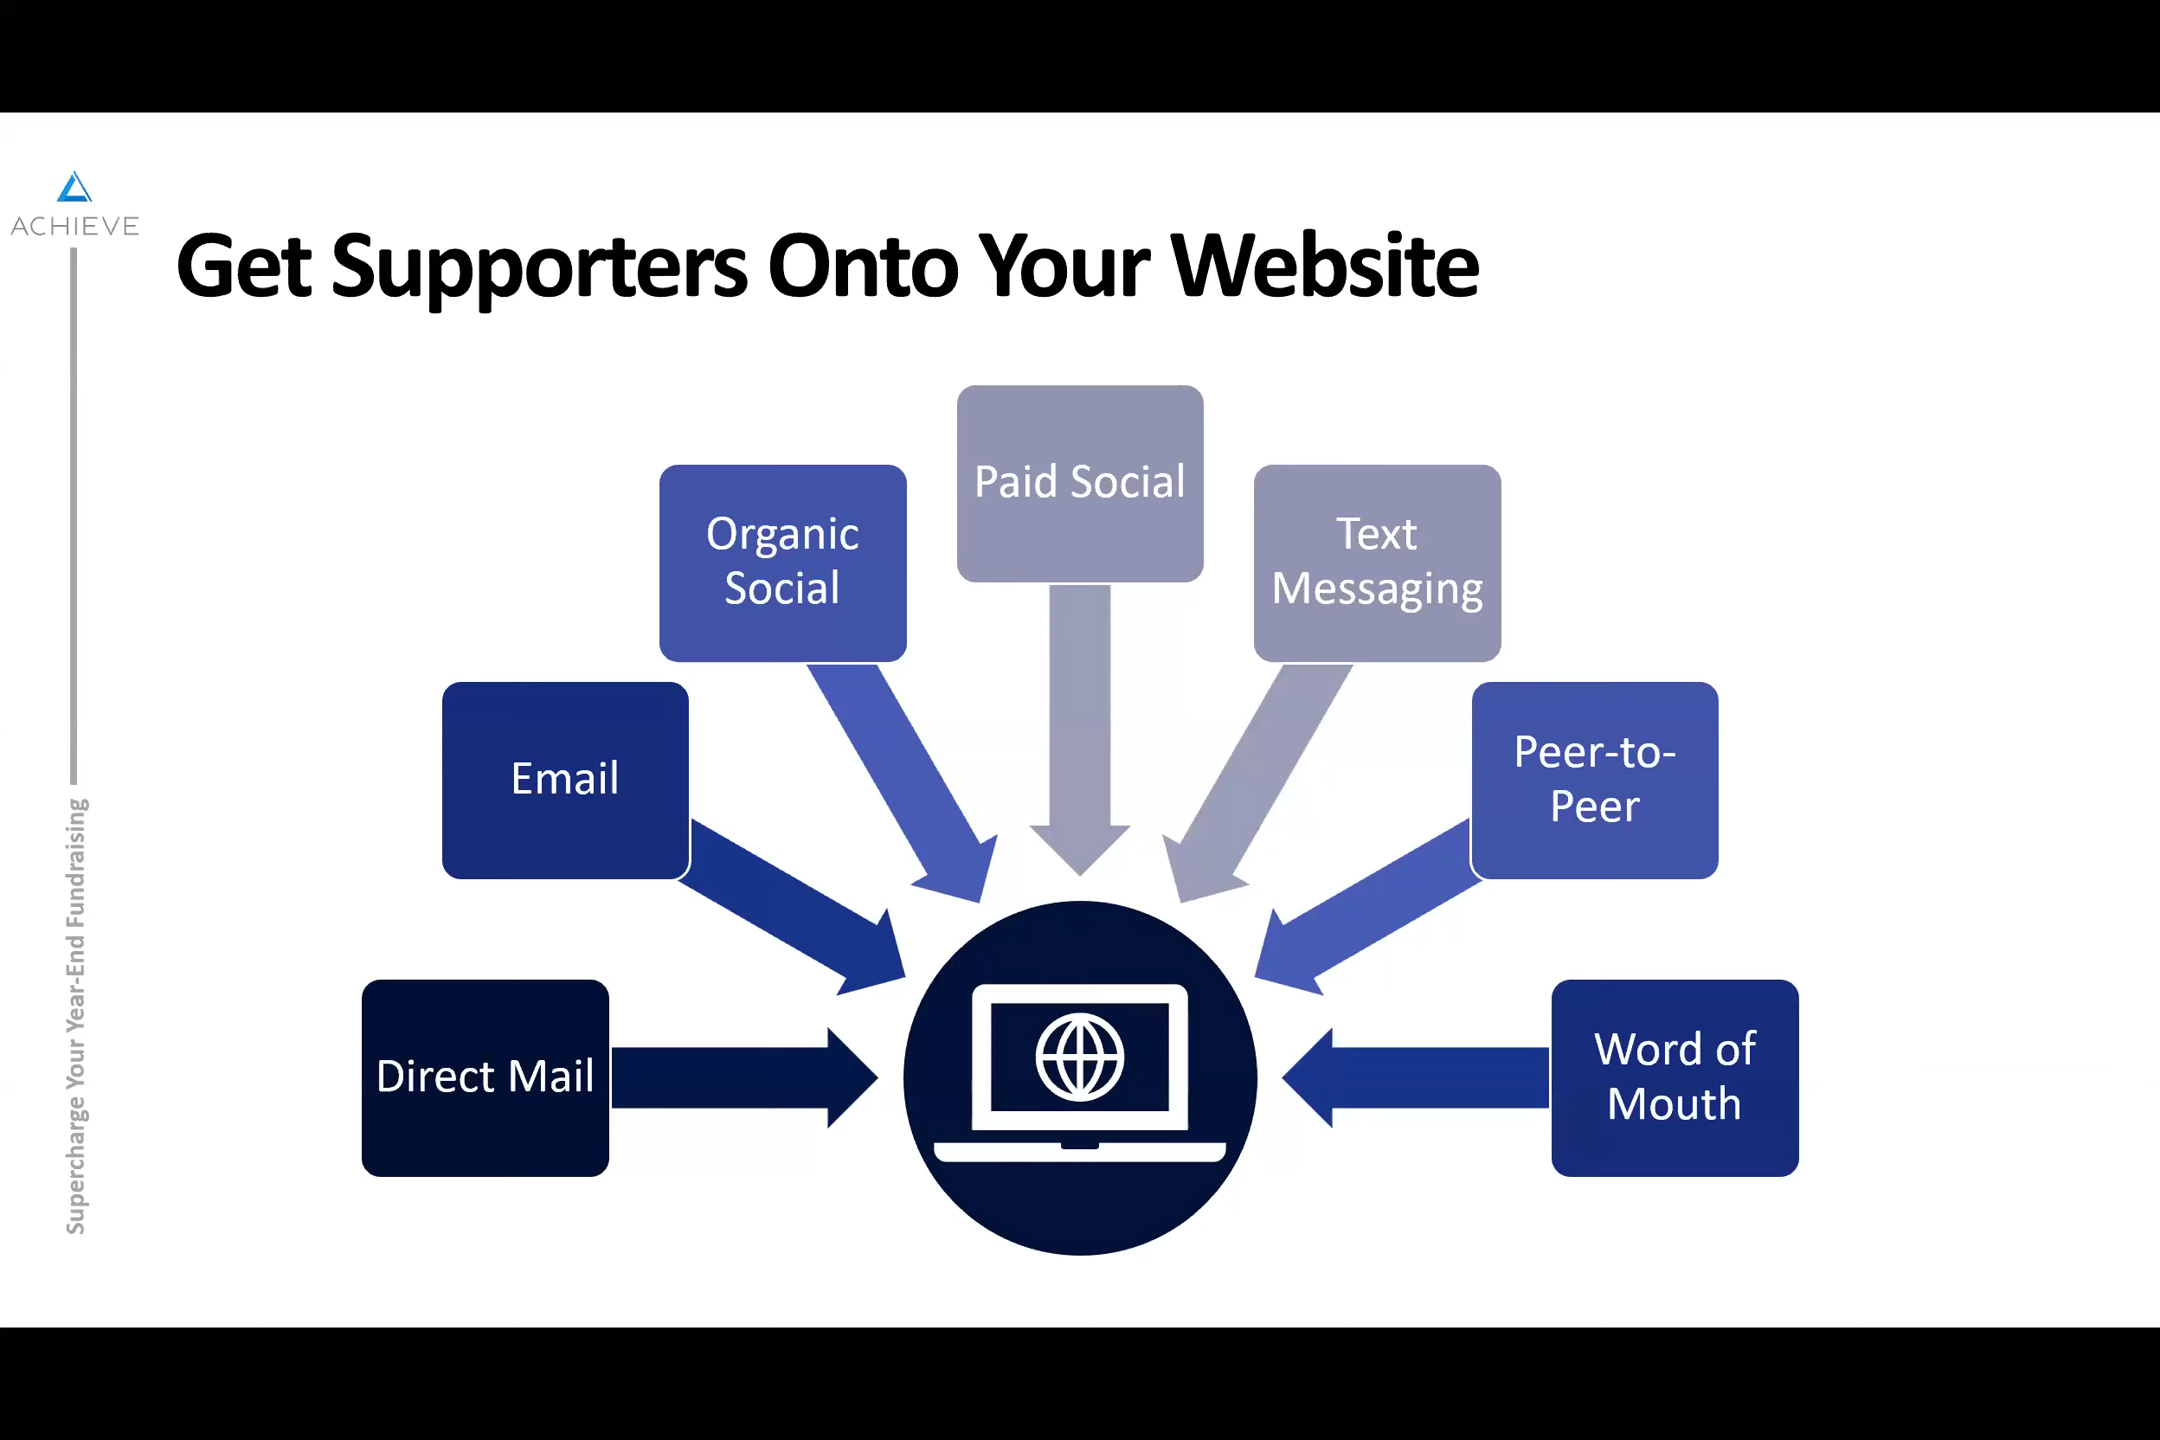 ACHIEVE
Get Supporters Onto Your Website
Paid Social
Organic
Social
Text
Messaging
Email
Peer-to-
Peer
Direct Mail
Word of
Mouth
Supercharge Your Year-End Fundraising